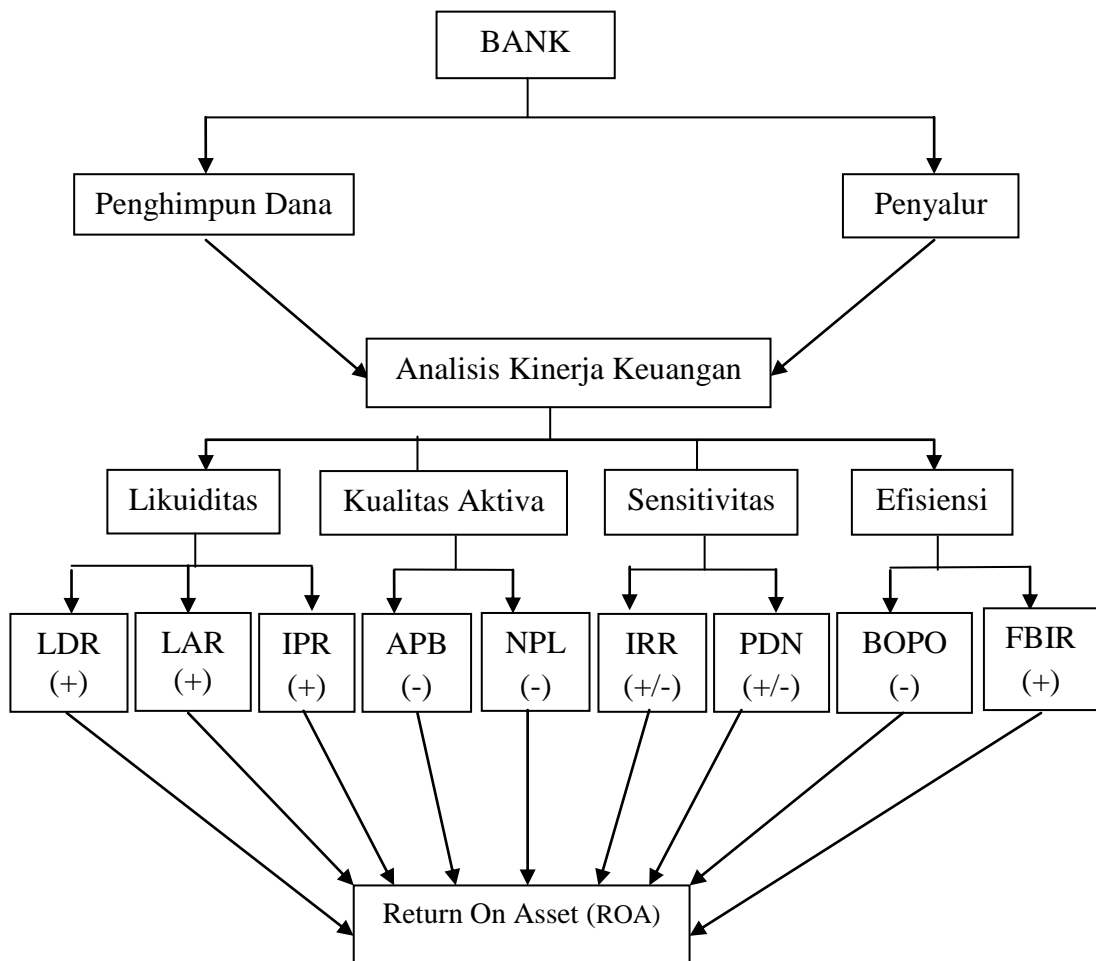 BANK
Penghimpun Dana
Penyalur
Analisis Kinerja Keuangan
Likuiditas
Kualitas Aktiva
Sensitivitas
Efisiensi
LDR
(+)
LAR
(+)
IPR
(+)
APB
(-)
NPL
(-)
IRR
(+/-)
PDN
(+/-)
BOPO
(-)
FBIR
(+)
Return On Asset (ROA)